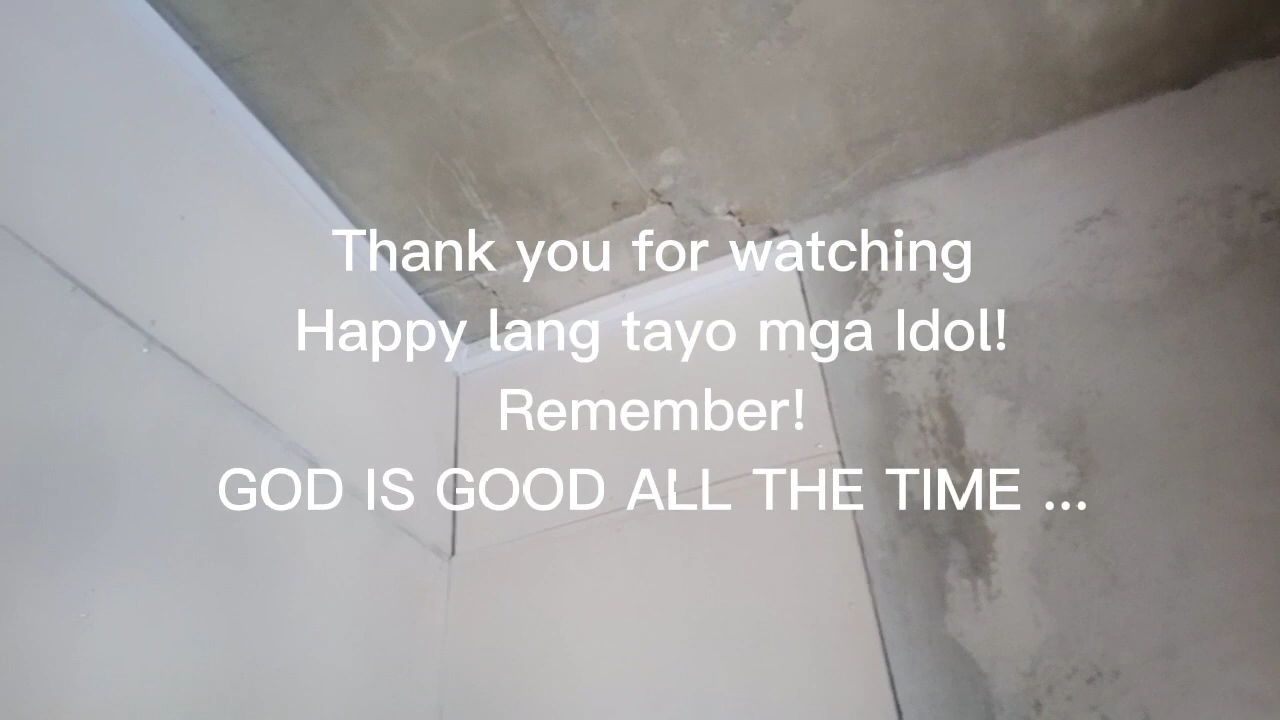 Thank you for watching
Happy lang tayo mga Idol!
Remember!
GOD IS GOOD ALL THE TIME ...